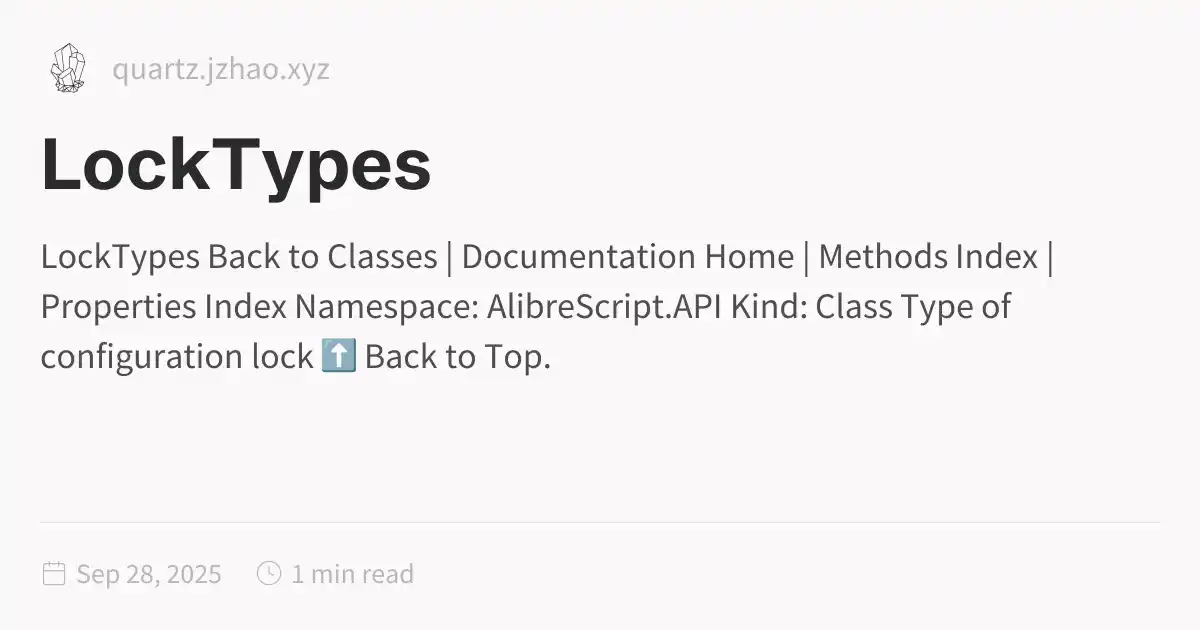 quartz.jzhao.xyz
LockTypes
LockTypes Back to Classes | Documentation Home | Methods Index |
Properties Index Namespace: AlibreScript.API Kind: Class Type of
configuration lock ⬆️ Back to Top.
Sep 28, 2025 1 min read